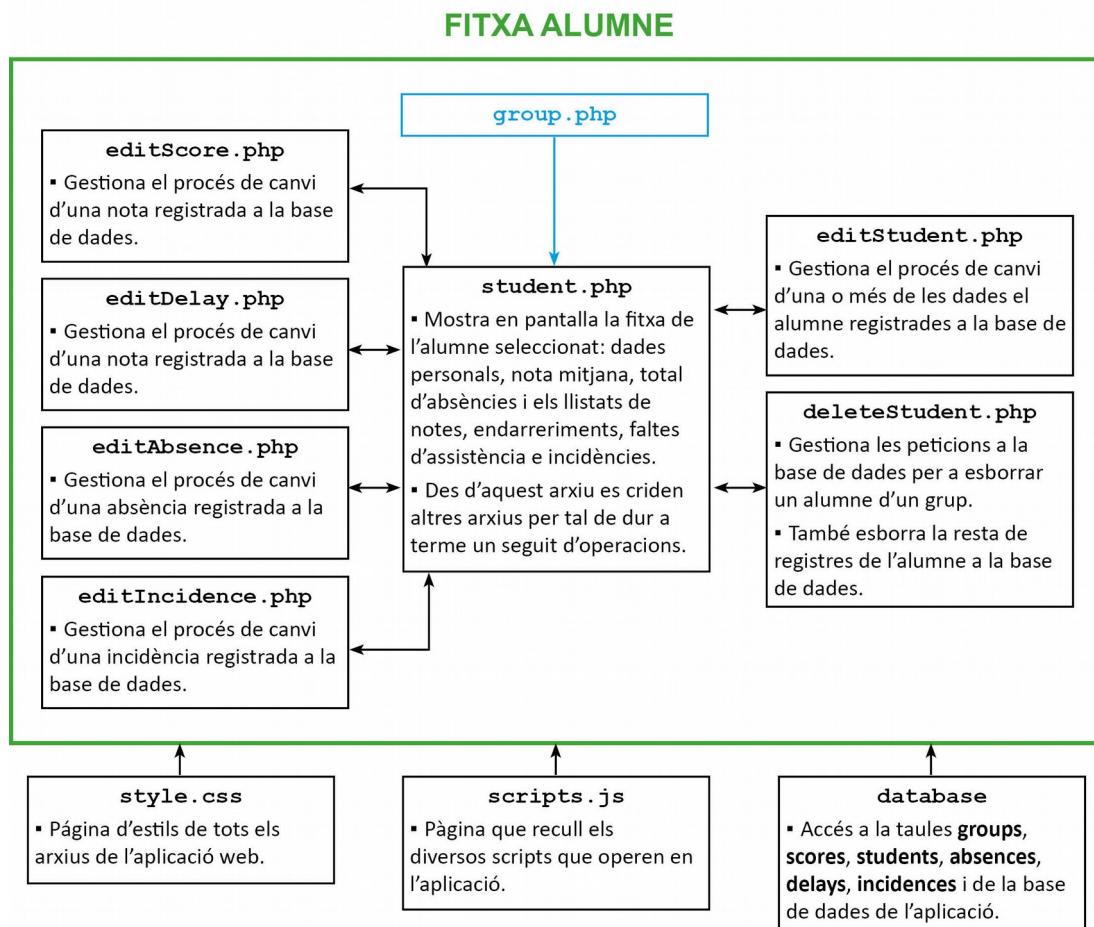 FITXA ALUMNE
group.php
editScore.php
▪ Gestiona el procés de canvi
d’una nota registrada a la base
de dades.
editDelay.php
▪ Gestiona el procés de canvi
d’una nota registrada a la base
de dades.
editAbsence.php
▪ Gestiona el procés de canvi
d’una absència registrada a la
base de dades.
editIncidence.php
▪ Gestiona el procés de canvi
d’una incidència registrada a la
base de dades.
student.php
▪ Mostra en pantalla la fitxa de
l’alumne seleccionat: dades
personals, nota mitjana, total
d’absències i els llistats de
notes, endarreriments, faltes
d’assistència e incidències.
▪ Des d’aquest arxiu es criden
altres arxius per tal de dur a
terme un seguit d’operacions.
editStudent.php
▪ Gestiona el procés de canvi
d’una o més de les dades el
alumne registrades a la base de
dades.
deleteStudent.php
▪ Gestiona les peticions a la
base de dades per a esborrar
un alumne d’un grup.
▪ També esborra la resta de
registres de l’alumne a la base
de dades.
style.css
▪ Página d’estils de tots els
arxius de l’aplicació web.
scripts.js
▪ Pàgina que recull els
diversos scripts que operen en
l’aplicació.
database
▪ Accés a la taules groups,
scores, students, absences,
delays, incidences i de la base
de dades de l’aplicació.